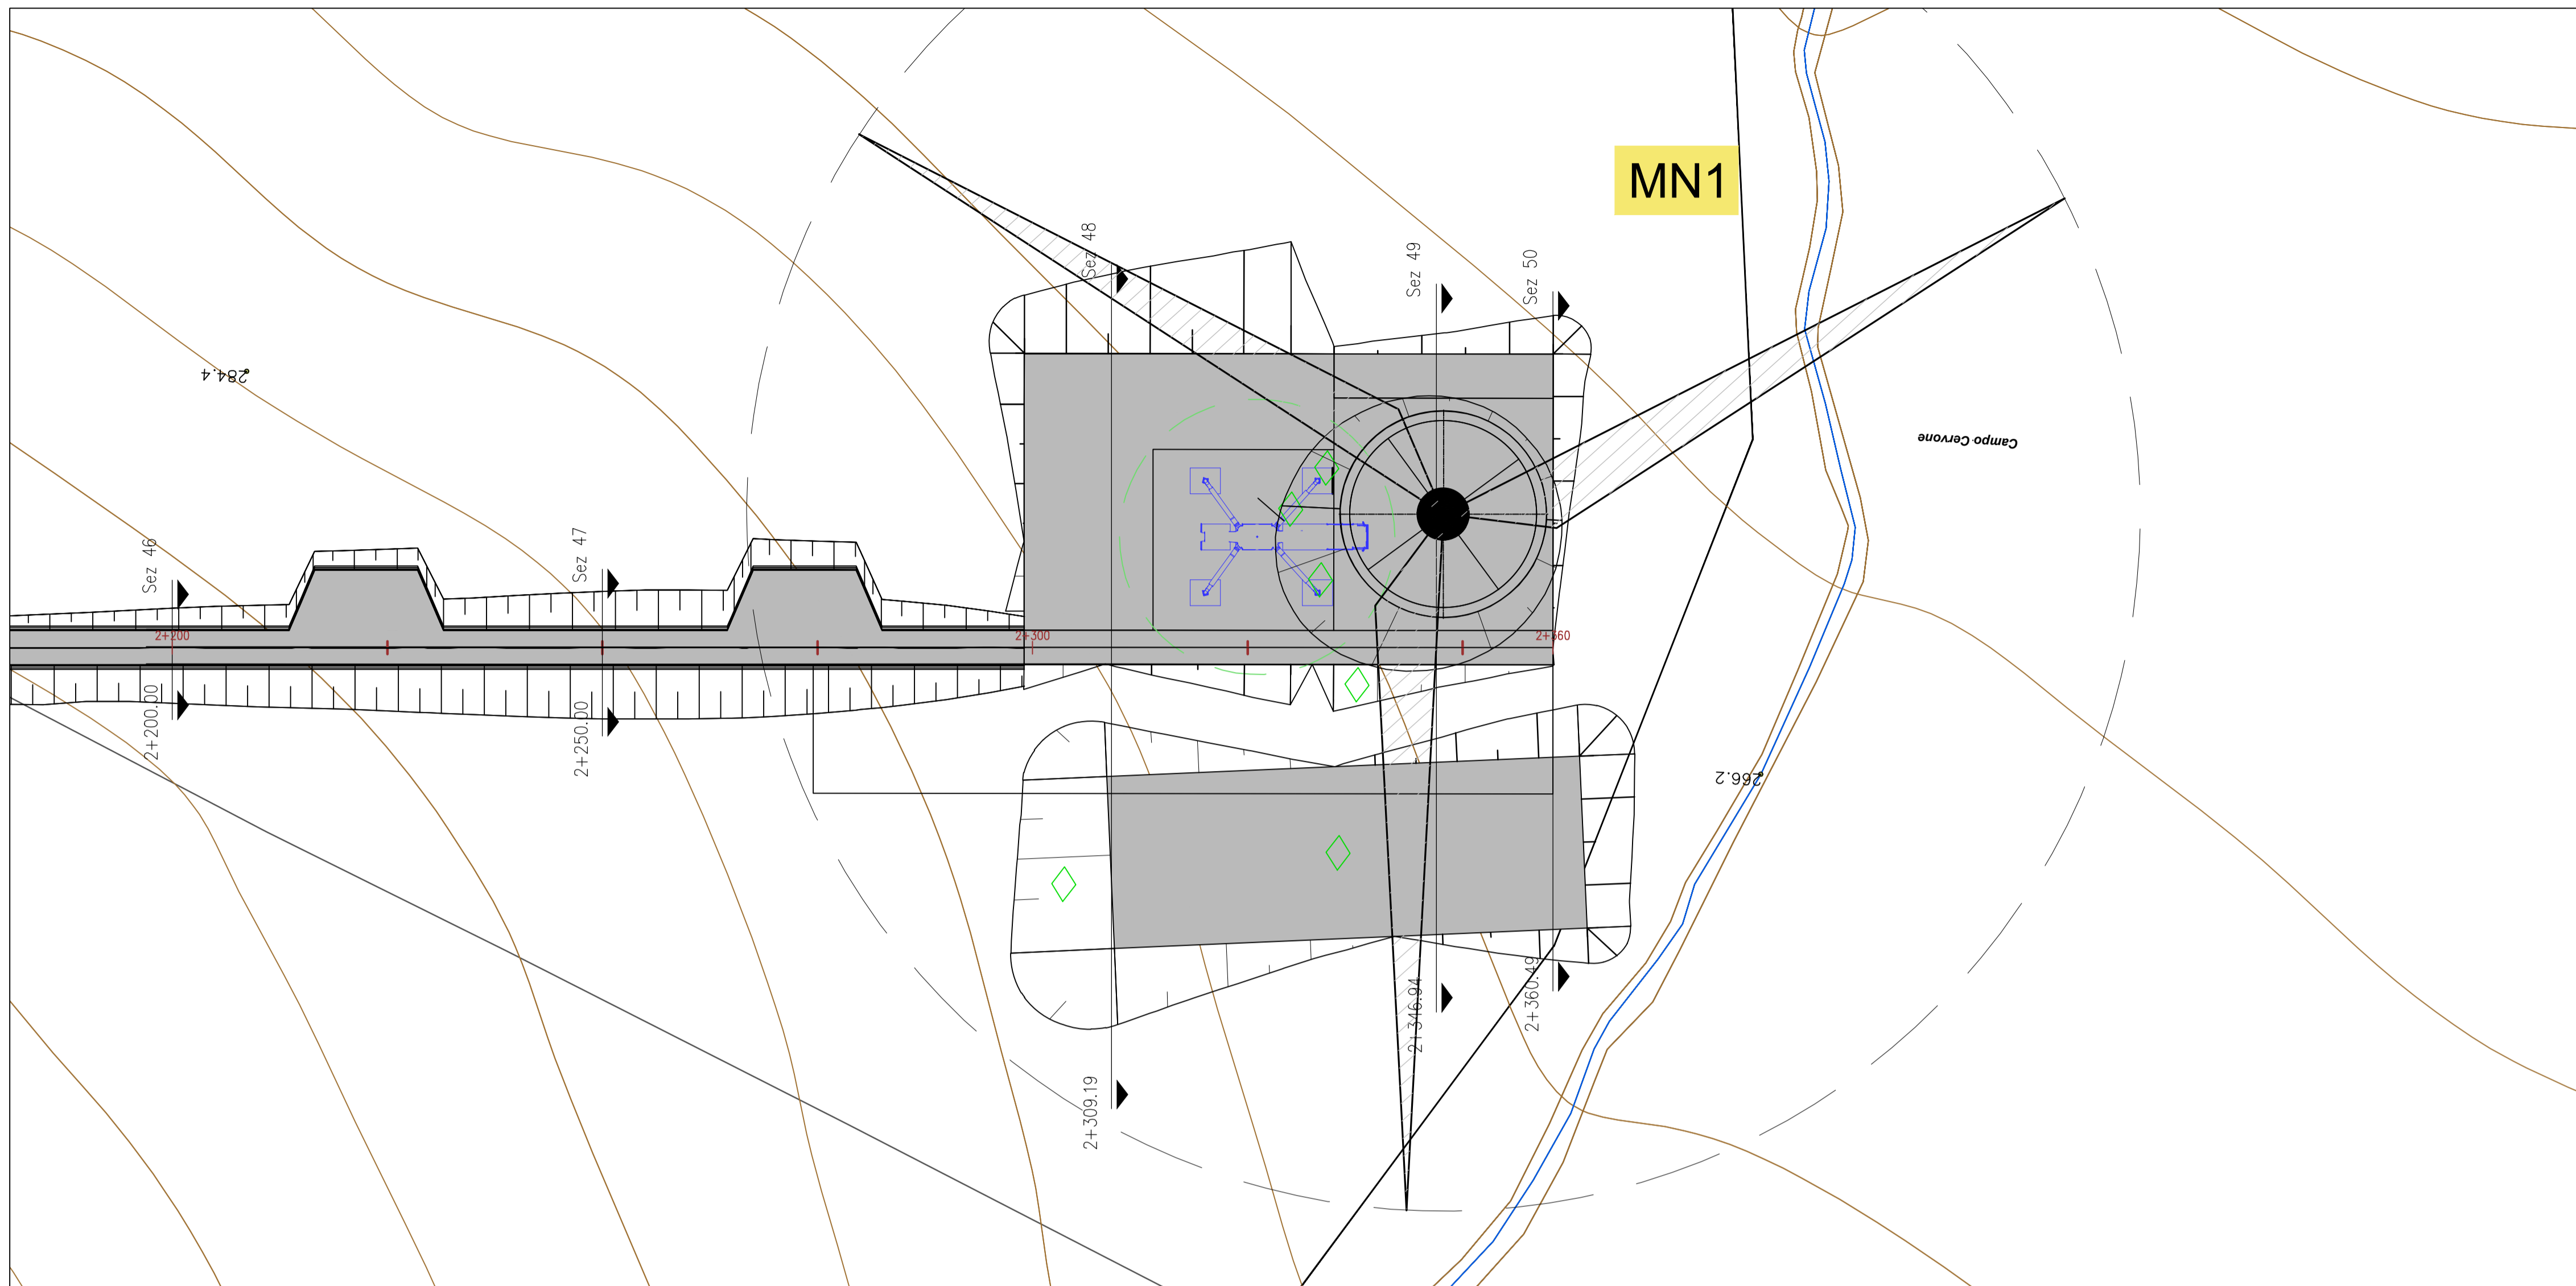 MN1
Sez 48
Sez 49
Sez 50
284.4
Campo Cervone
Sez 46
Sez 47
2+200
2+300
2+360
2+200.00
2+250.00
266.2
2+346.94
2+360.49
2+309.19